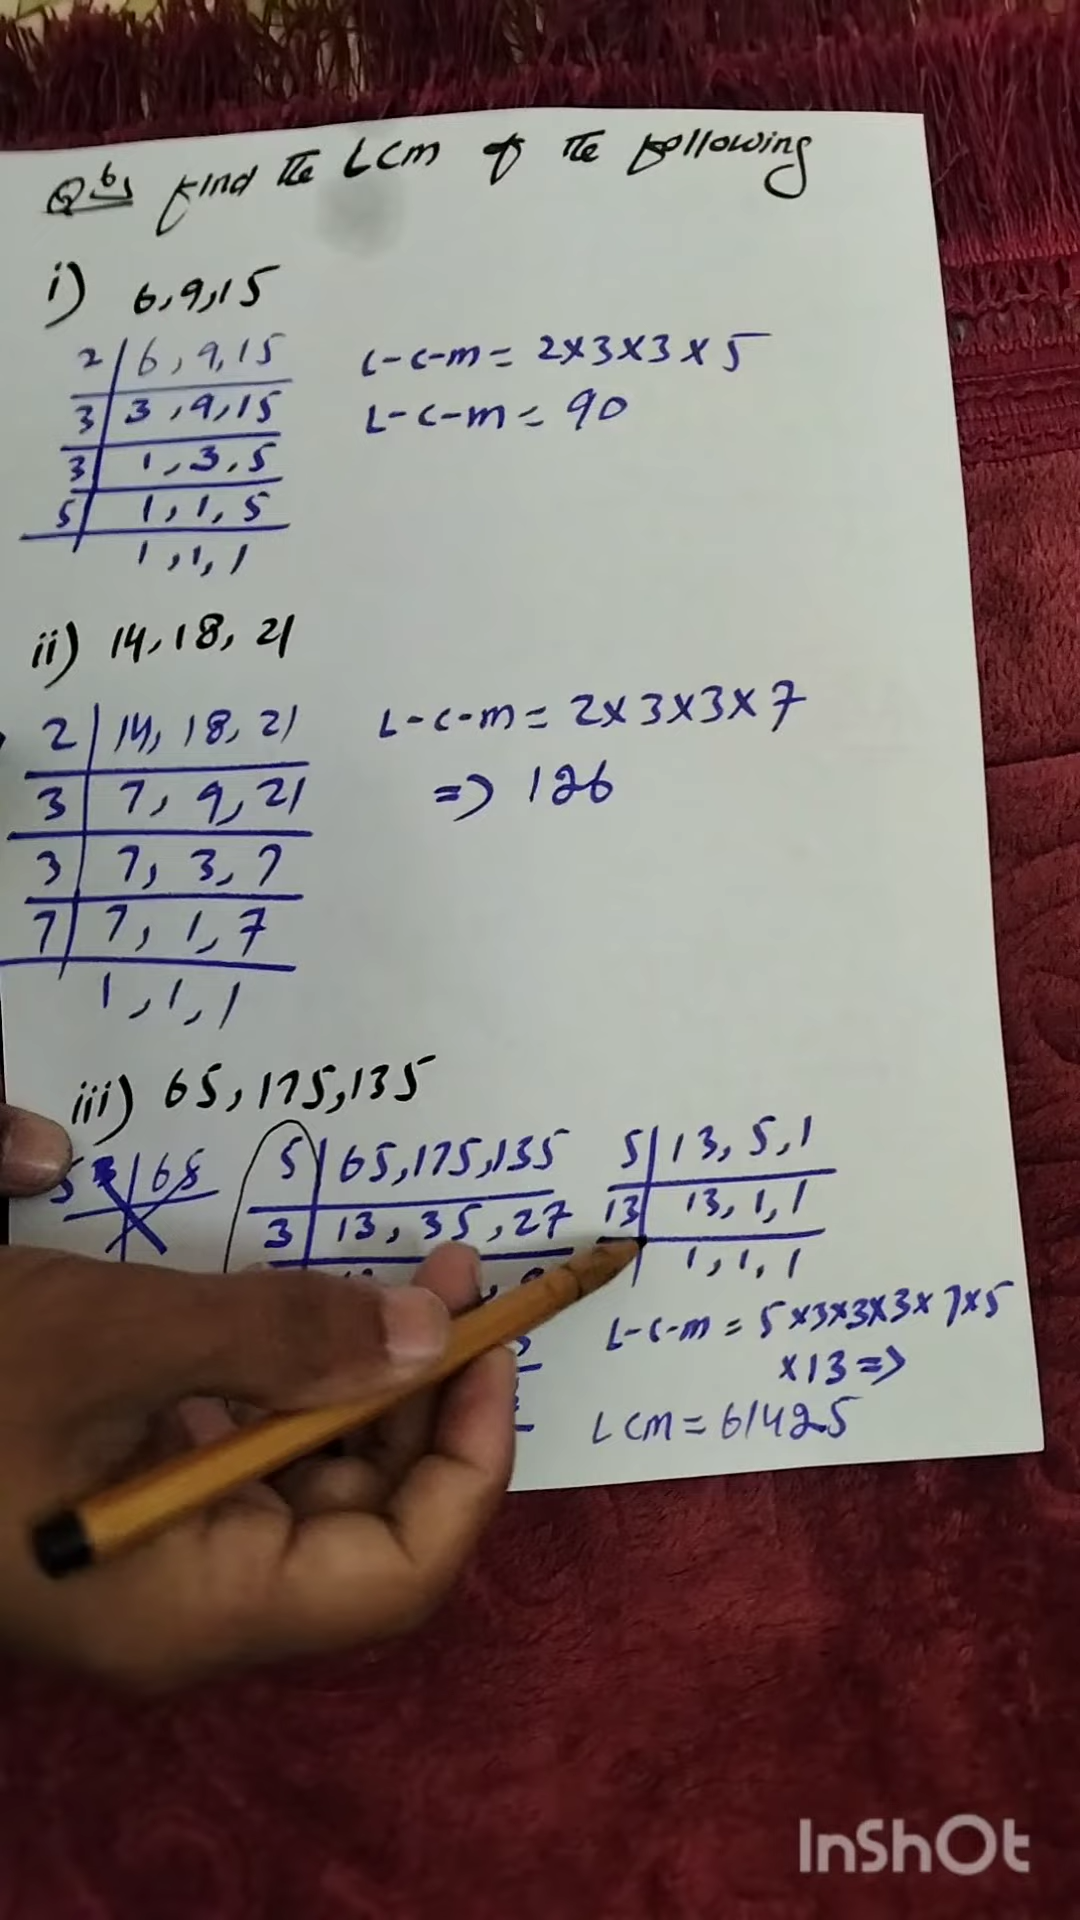 Q6, find the LCM of the following
i) 6,9,15
2 | 6, 9, 15
3 | 3, 9, 15
3 | 1, 3, 5
5 | 1, 1, 5
1, 1, 1
L-C-m = 2×3×3×5
L-C-m = 90
ii) 14, 18, 21
2 | 14, 18, 21
3 | 7, 9, 21
3 | 7, 3, 7
7 | 7, 1, 7
1, 1, 1
L-C-m = 2×3×3×7
=> 126
iii) 65, 175, 135
5 | 65
5 | 65, 175, 135
3 | 13, 35, 27
5 | 13, 5, 1
13 | 13, 1, 1
1, 1, 1
L-C-m = 5×3×3×3×7×5
×13 =>
LCM = 61425
InShOt